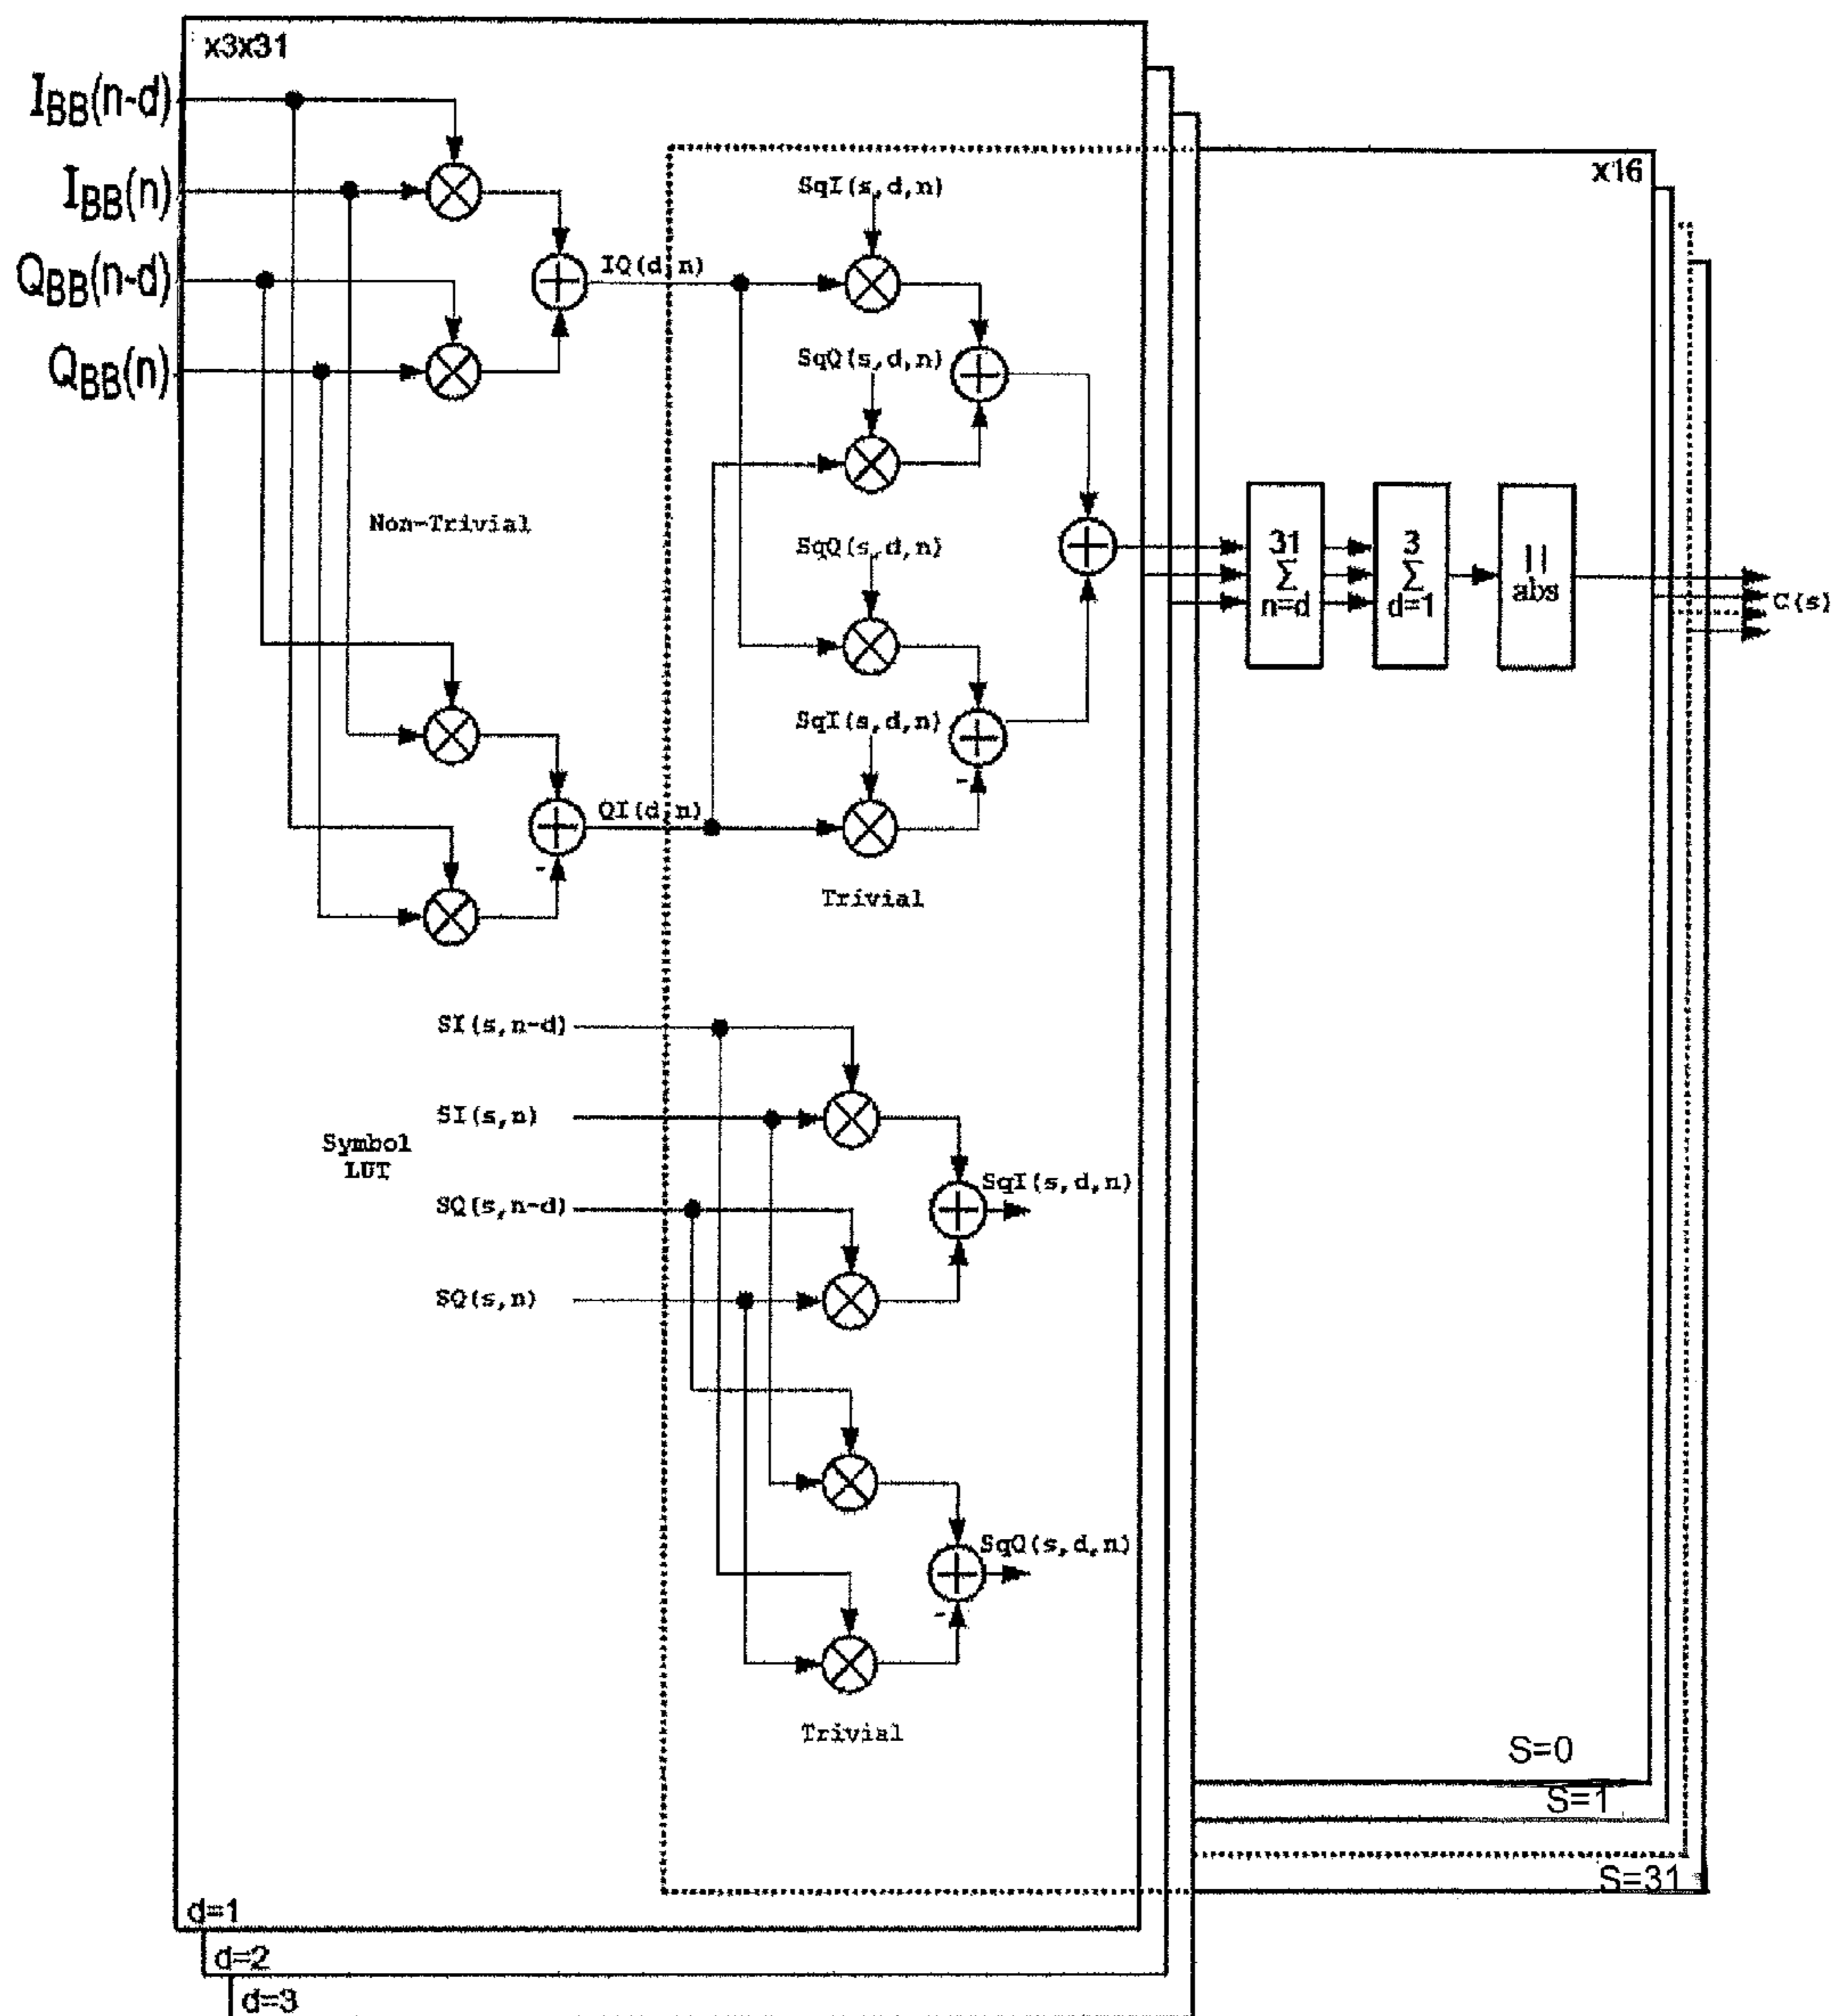 x3x31
I_BB(n-d)
I_BB(n)
Q_BB(n-d)
Q_BB(n)
x16
SqI(s,d,n)
IQ(d,n)
SqQ(s,d,n)
Non-Trivial
SqQ(s,d,n)
31
Σ
n=d
3
Σ
d=1
||
abs
C(s)
SqI(s,d,n)
-
QI(d,n)
-
Trivial
SI(s,n-d)
SI(s,n)
Symbol
LUT
SQ(s,n-d)
SqI(s,d,n)
SQ(s,n)
SqQ(s,d,n)
-
Trivial
S=0
S=1
S=31
d=1
d=2
d=3